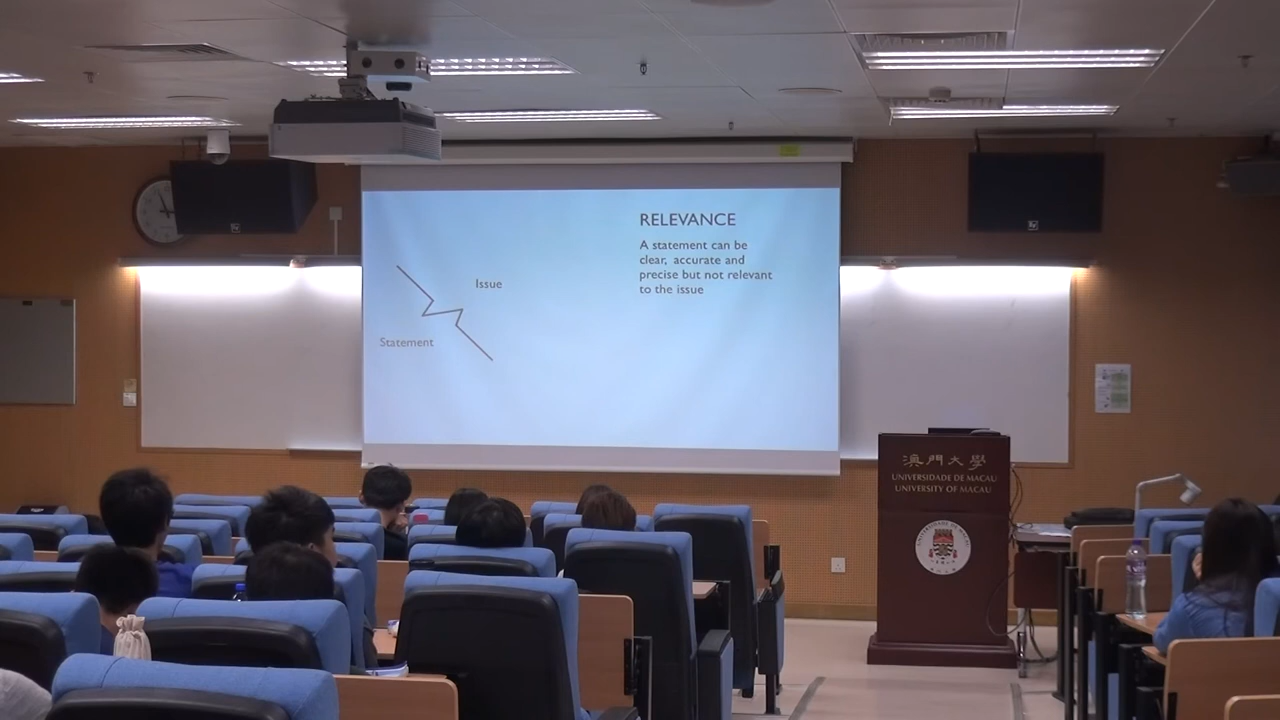 RELEVANCE
A statement can be
clear, accurate and
precise but not relevant
to the issue
Issue
Statement
澳門大學
UNIVERSIDADE DE MACAU
UNIVERSITY OF MACAU